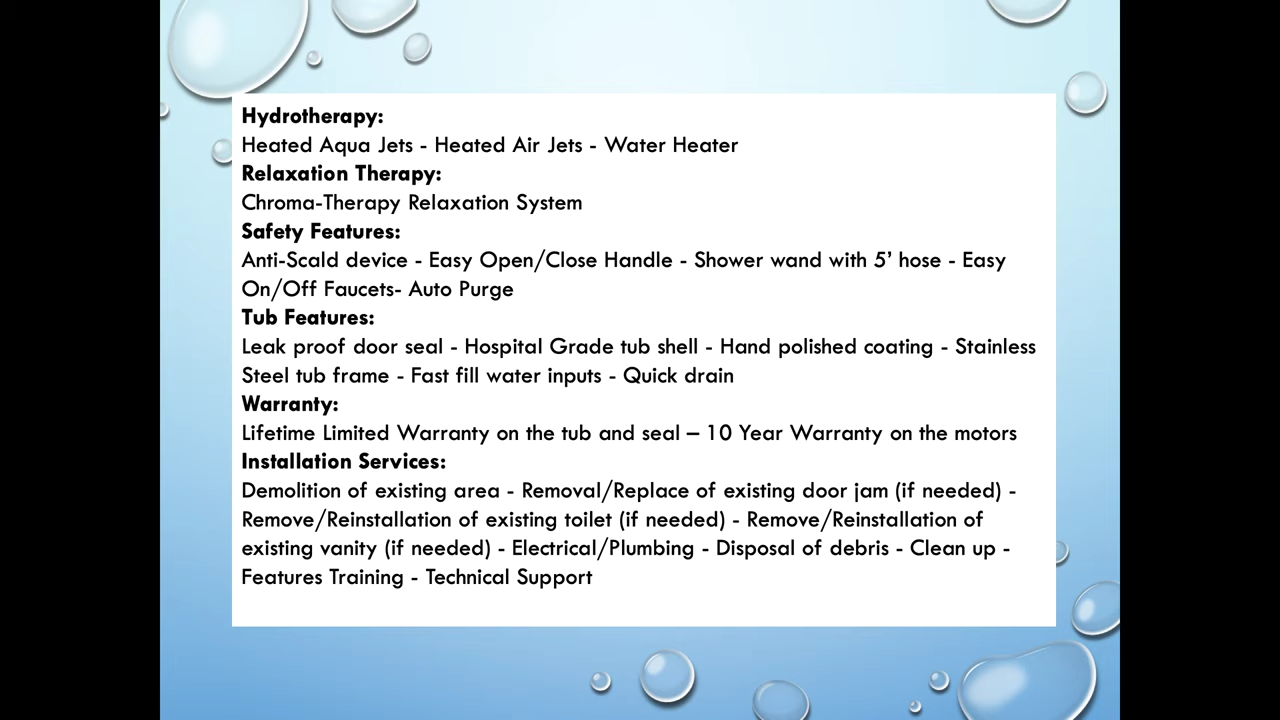 Hydrotherapy:
Heated Aqua Jets - Heated Air Jets - Water Heater
Relaxation Therapy:
Chroma-Therapy Relaxation System
Safety Features:
Anti-Scald device - Easy Open/Close Handle - Shower wand with 5’ hose - Easy
On/Off Faucets- Auto Purge
Tub Features:
Leak proof door seal - Hospital Grade tub shell - Hand polished coating - Stainless
Steel tub frame - Fast fill water inputs - Quick drain
Warranty:
Lifetime Limited Warranty on the tub and seal – 10 Year Warranty on the motors
Installation Services:
Demolition of existing area - Removal/Replace of existing door jam (if needed) -
Remove/Reinstallation of existing toilet (if needed) - Remove/Reinstallation of
existing vanity (if needed) - Electrical/Plumbing - Disposal of debris - Clean up -
Features Training - Technical Support